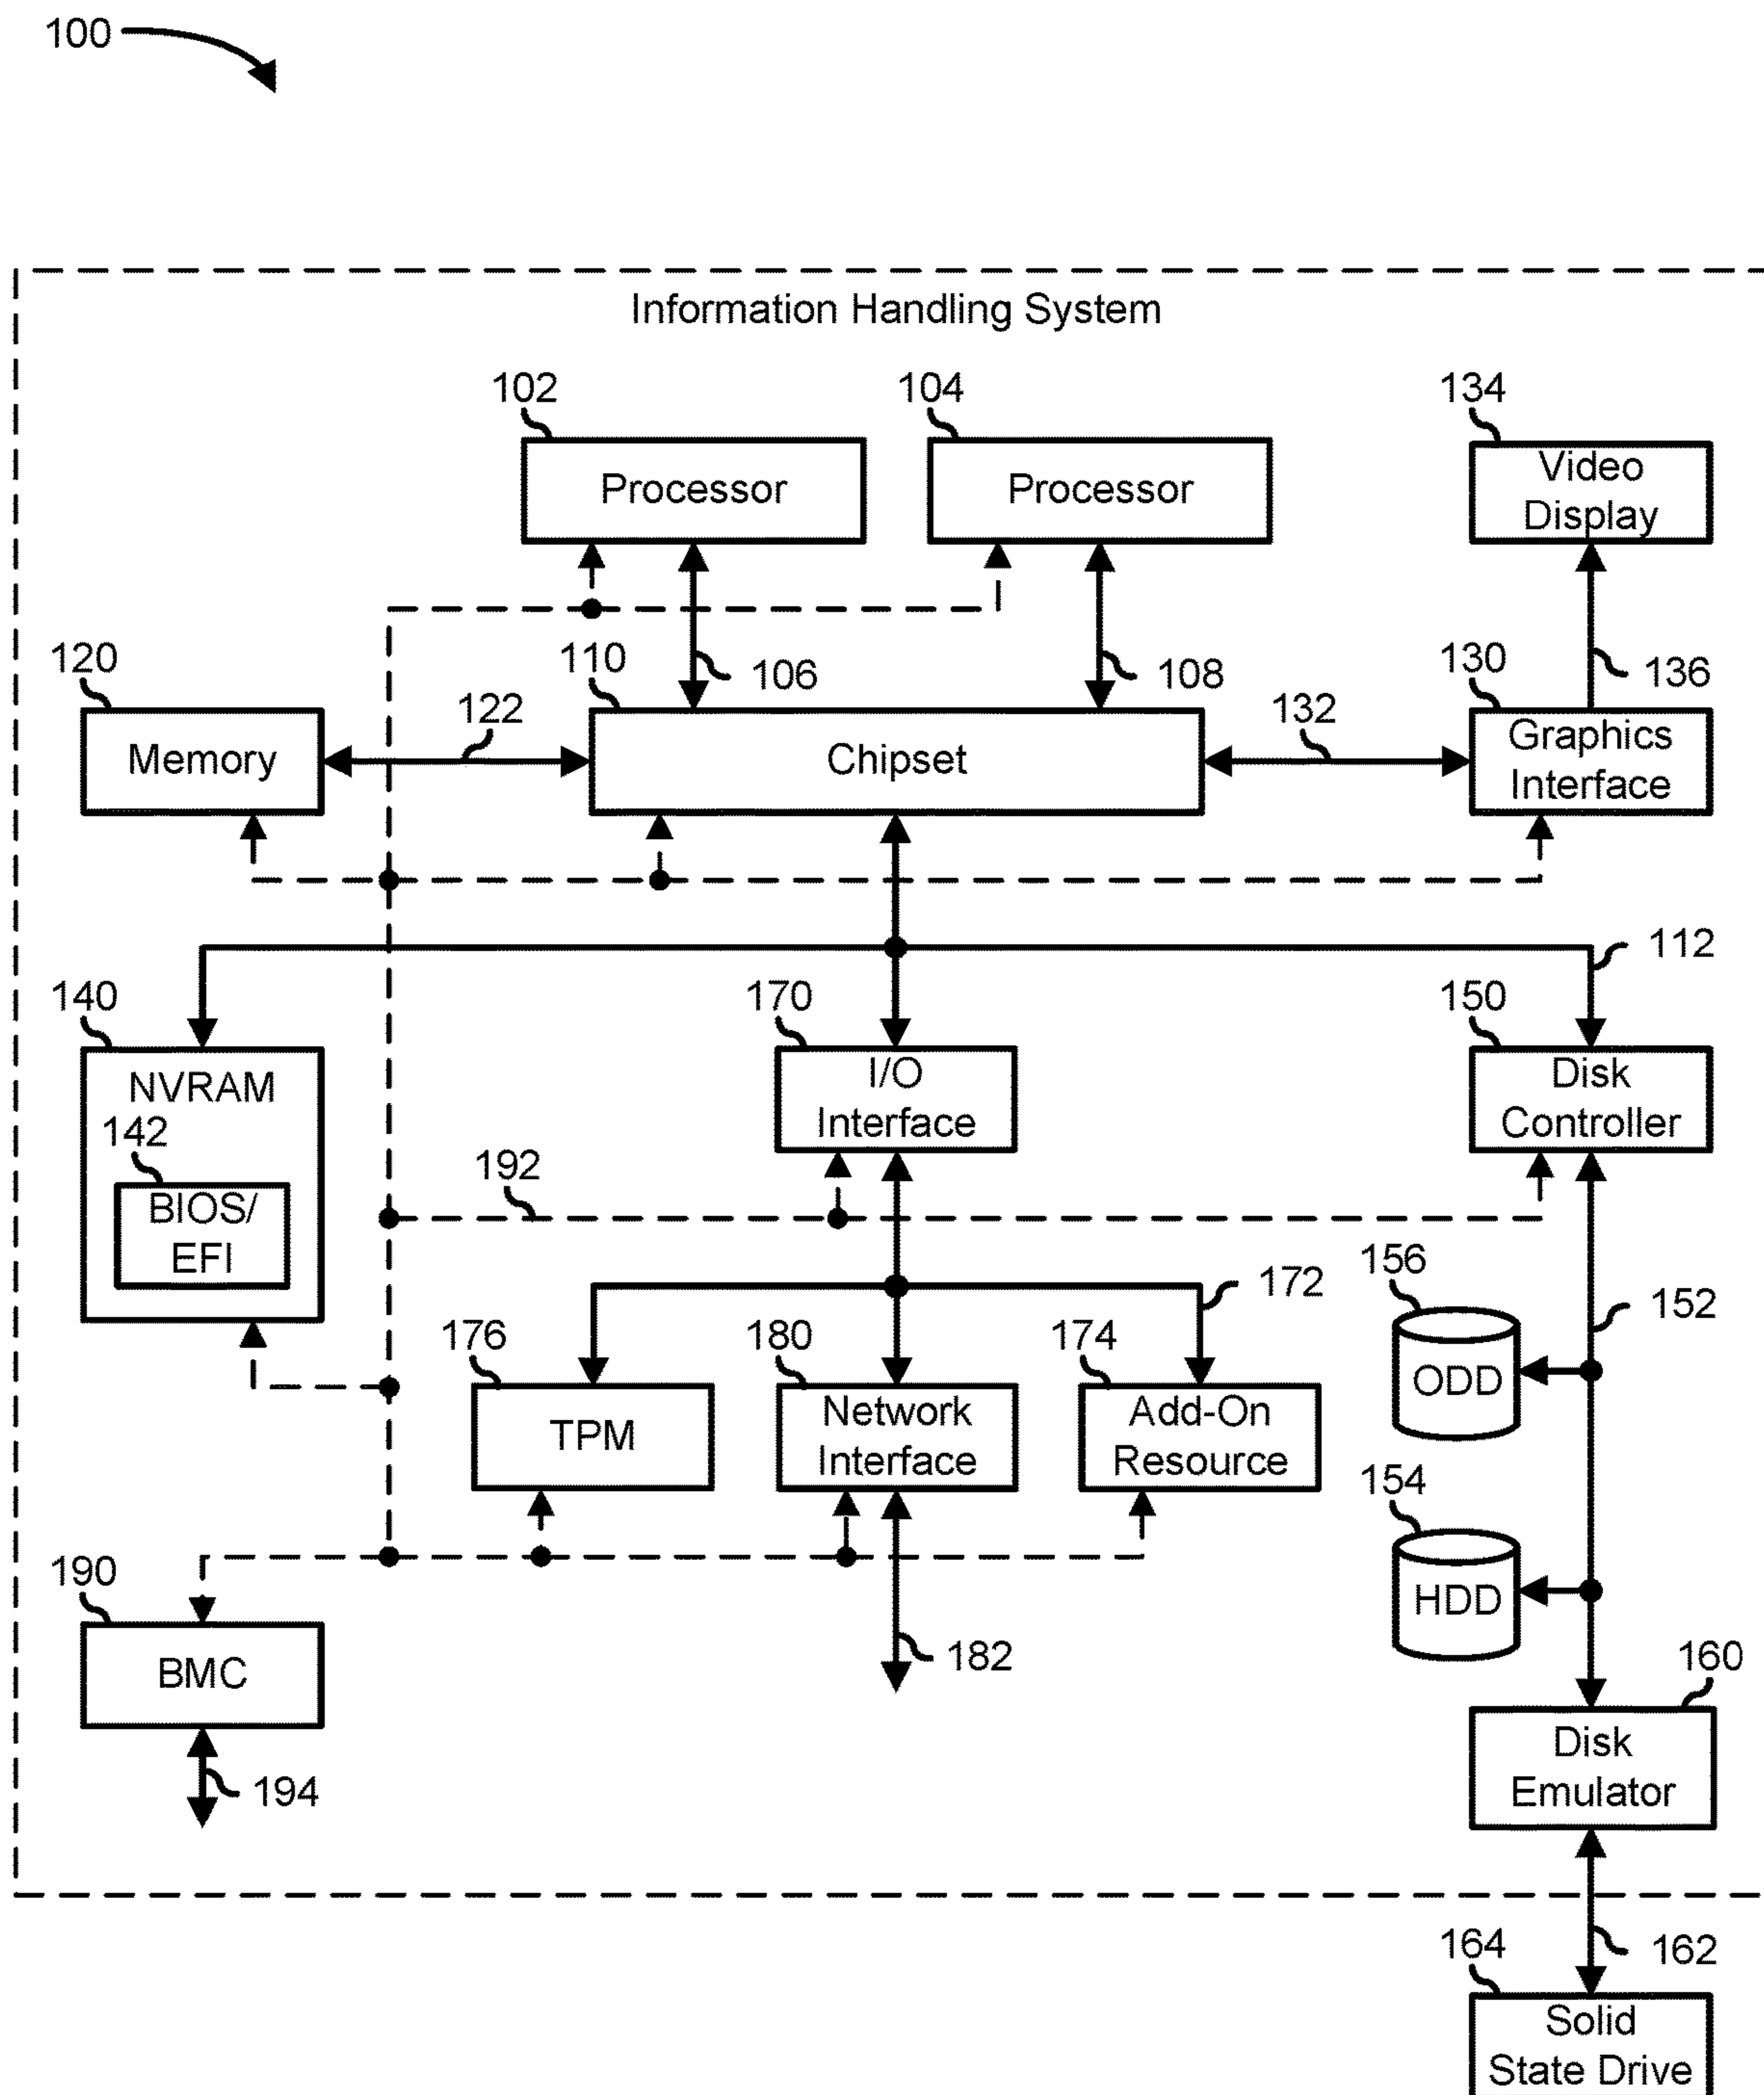 100
Information Handling System
102
104
134
Processor
Processor
Video
Display
120
110
106
108
130
136
122
132
Memory
Chipset
Graphics
Interface
112
140
170
150
NVRAM
I/O
Interface
Disk
Controller
142
BIOS/
EFI
192
156
172
152
176
180
174
ODD
TPM
Network
Interface
Add-On
Resource
154
HDD
190
182
160
BMC
Disk
Emulator
194
164
162
Solid
State Drive